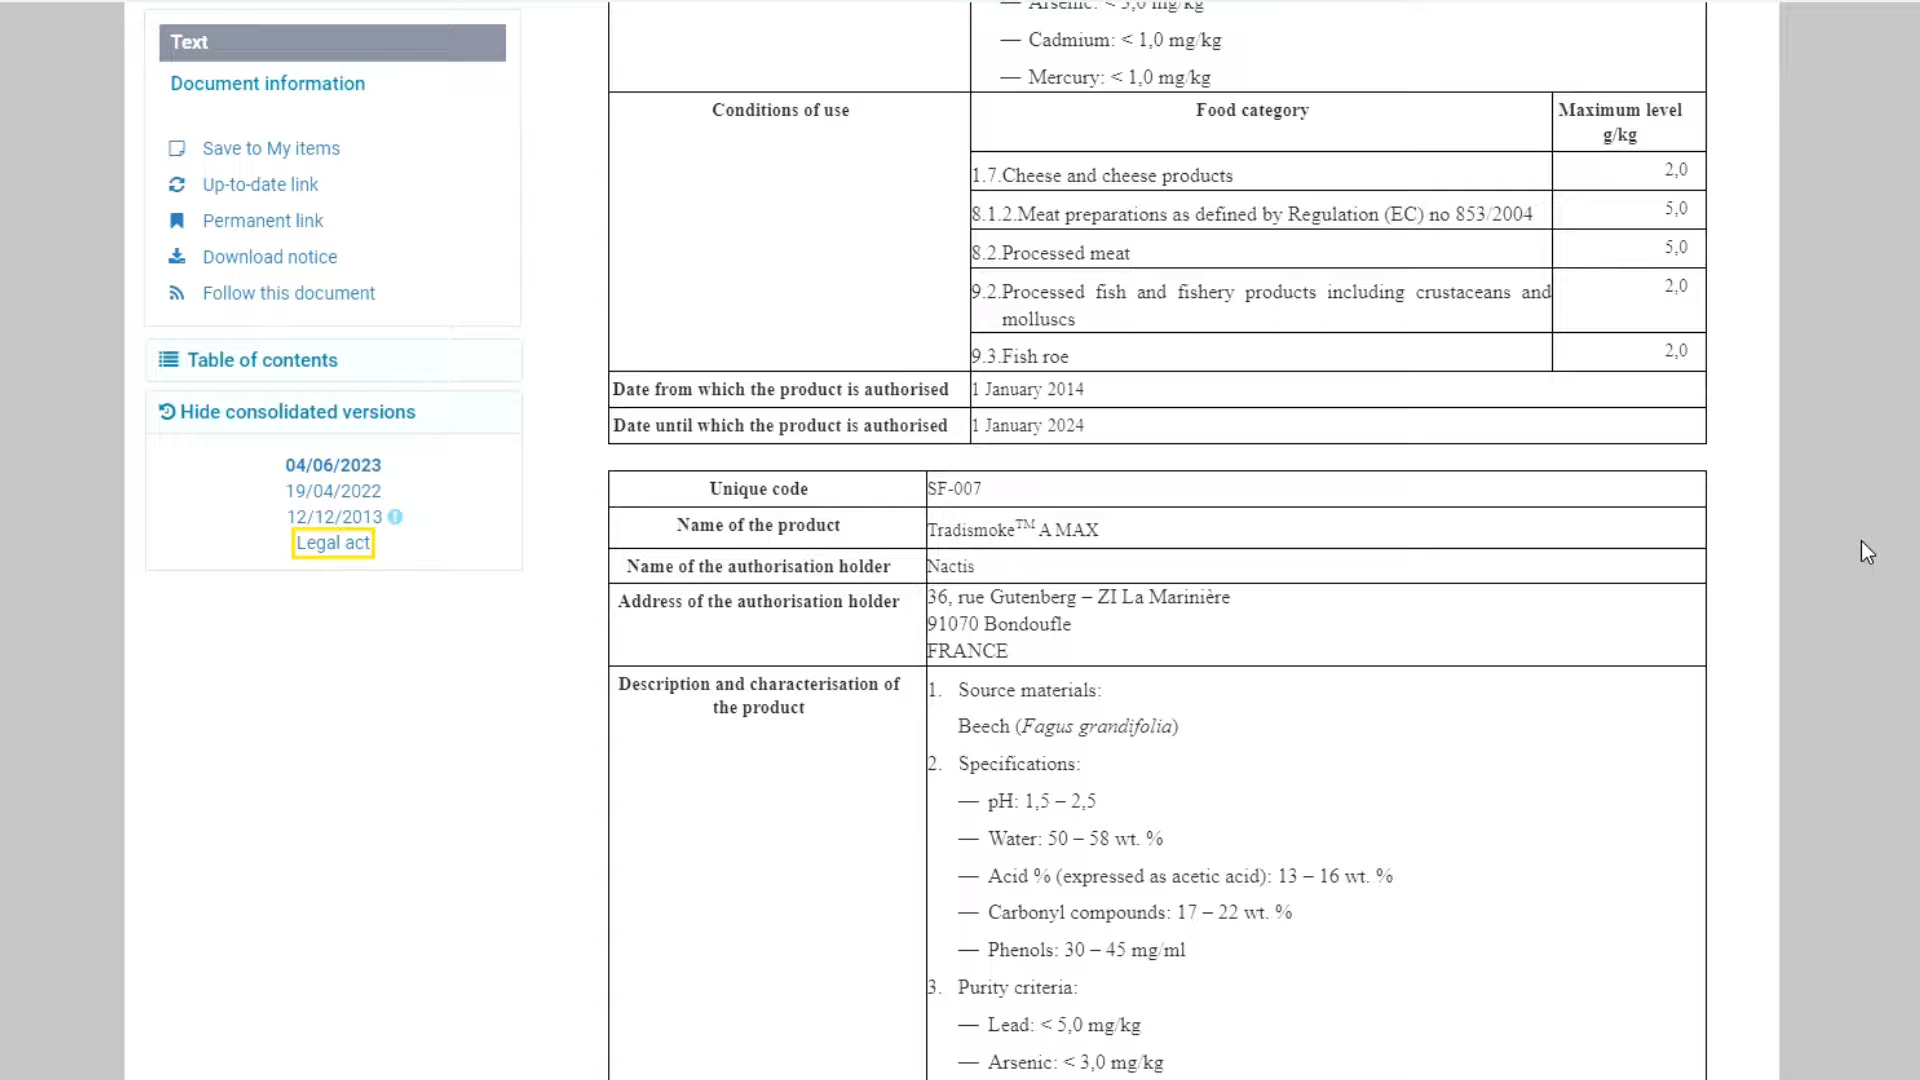 Text
Document information
Save to My items
Up-to-date link
Permanent link
Download notice
Follow this document
Table of contents
Hide consolidated versions
04/06/2023
19/04/2022
12/12/2013
Legal act
— Arsenic: < 3,0 mg/kg
— Cadmium: < 1,0 mg/kg
— Mercury: < 1,0 mg/kg
Conditions of use
Food category
Maximum level
g/kg
1.7.Cheese and cheese products 2,0
8.1.2.Meat preparations as defined by Regulation (EC) no 853/2004 5,0
8.2.Processed meat 5,0
9.2.Processed fish and fishery products including crustaceans and 2,0
molluscs
9.3.Fish roe 2,0
Date from which the product is authorised 1 January 2014
Date until which the product is authorised 1 January 2024
Unique code SF-007
Name of the product Tradismoke™ A MAX
Name of the authorisation holder Nactis
Address of the authorisation holder 36, rue Gutenberg – ZI La Marinière
91070 Bondoufle
FRANCE
Description and characterisation of
the product
1. Source materials:
Beech (Fagus grandifolia)
2. Specifications:
— pH: 1,5 – 2,5
— Water: 50 – 58 wt. %
— Acid % (expressed as acetic acid): 13 – 16 wt. %
— Carbonyl compounds: 17 – 22 wt. %
— Phenols: 30 – 45 mg/ml
3. Purity criteria:
— Lead: < 5,0 mg/kg
— Arsenic: < 3,0 mg/kg